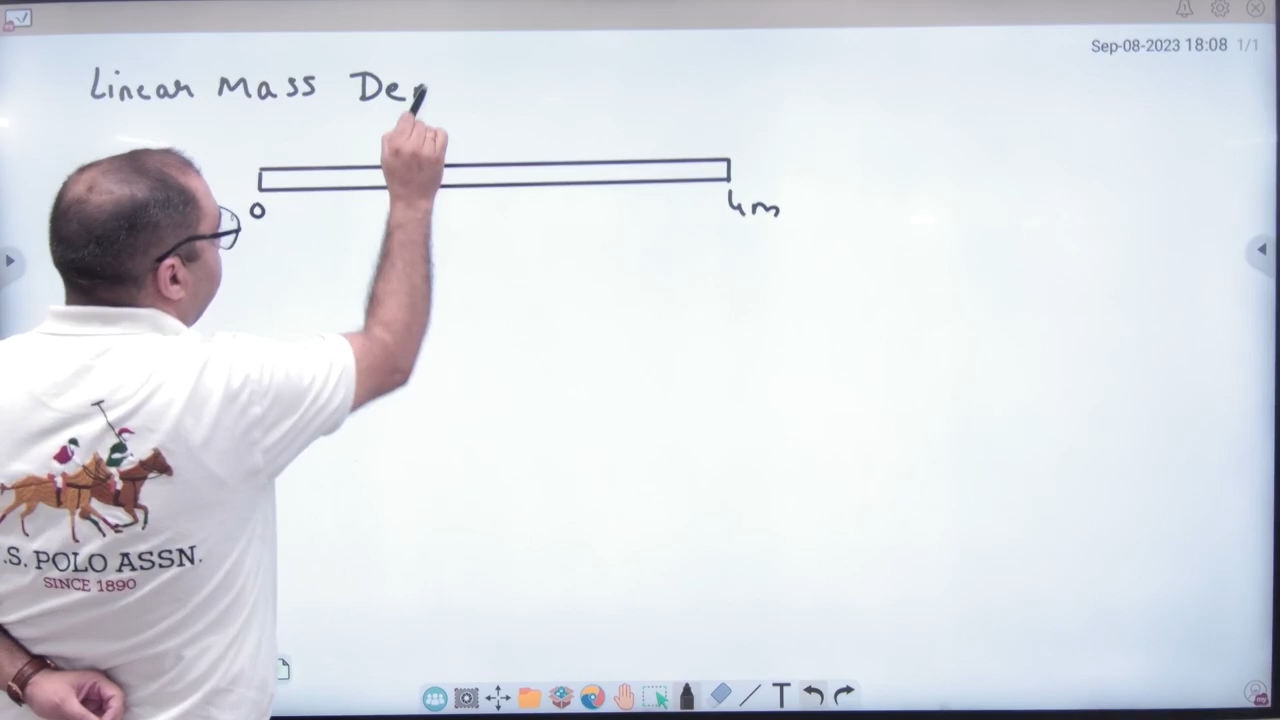 Sep-08-2023 18:08 1/1
Linear Mass De
0
4m
.S. POLO ASSN.
SINCE 1890
T